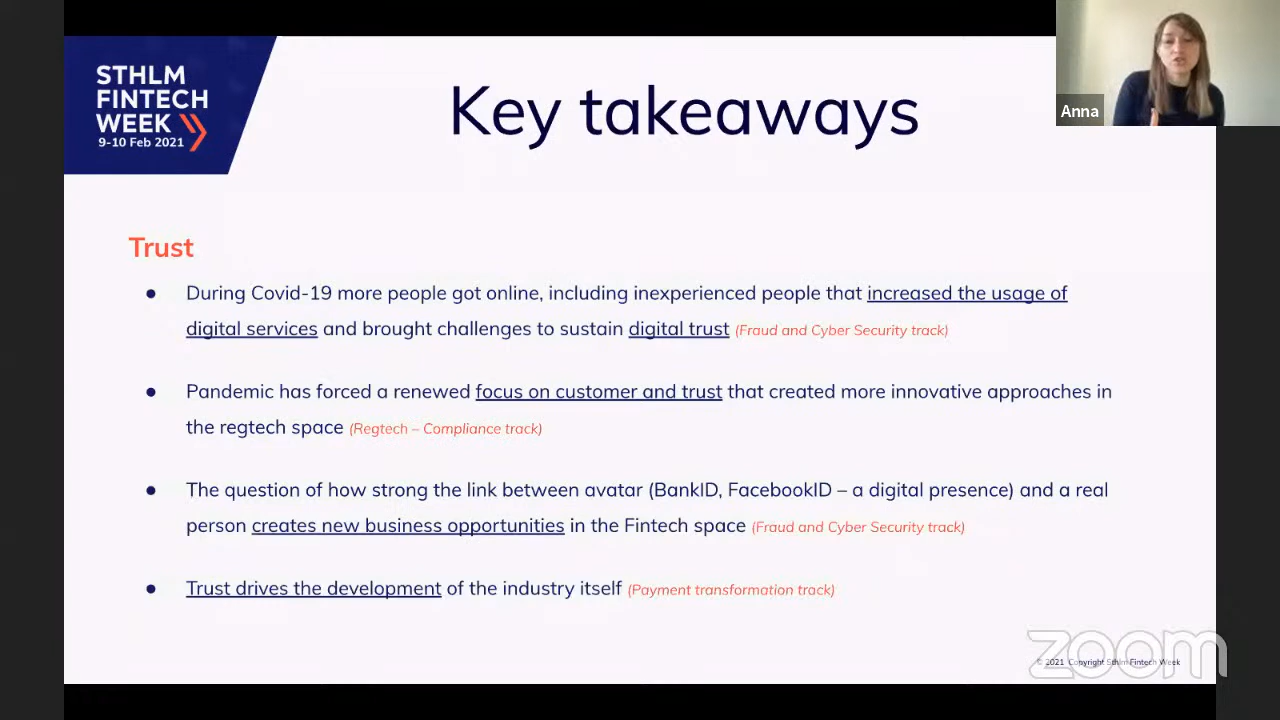 STHLM
FINTECH
WEEK
9-10 Feb 2021
Key takeaways
Anna
Trust
● During Covid-19 more people got online, including inexperienced people that increased the usage of
digital services and brought challenges to sustain digital trust (Fraud and Cyber Security track)
● Pandemic has forced a renewed focus on customer and trust that created more innovative approaches in
the regtech space (Regtech – Compliance track)
● The question of how strong the link between avatar (BankID, FacebookID – a digital presence) and a real
person creates new business opportunities in the Fintech space (Fraud and Cyber Security track)
● Trust drives the development of the industry itself (Payment transformation track)
zoom
© 2021 Copyright Sthlm Fintech Week